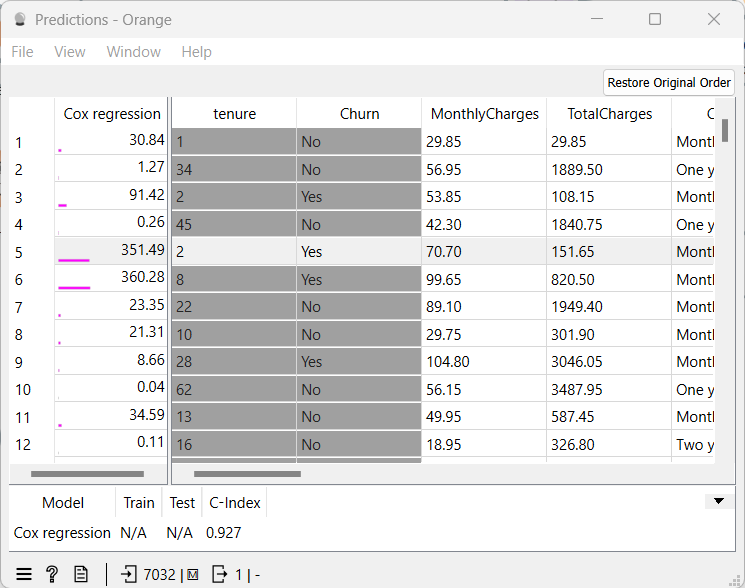 Predictions - Orange
File View Window Help
Restore Original Order
Cox regression tenure Churn MonthlyCharges TotalCharges C
1 30.84 1 No 29.85 29.85 Montl
2 1.27 34 No 56.95 1889.50 One y
3 91.42 2 Yes 53.85 108.15 Montl
4 0.26 45 No 42.30 1840.75 One y
5 351.49 2 Yes 70.70 151.65 Montl
6 360.28 8 Yes 99.65 820.50 Montl
7 23.35 22 No 89.10 1949.40 Montl
8 21.31 10 No 29.75 301.90 Montl
9 8.66 28 Yes 104.80 3046.05 Montl
10 0.04 62 No 56.15 3487.95 One y
11 34.59 13 No 49.95 587.45 Montl
12 0.11 16 No 18.95 326.80 Two y
Model Train Test C-Index
Cox regression N/A N/A 0.927
7032 | M 1 | -